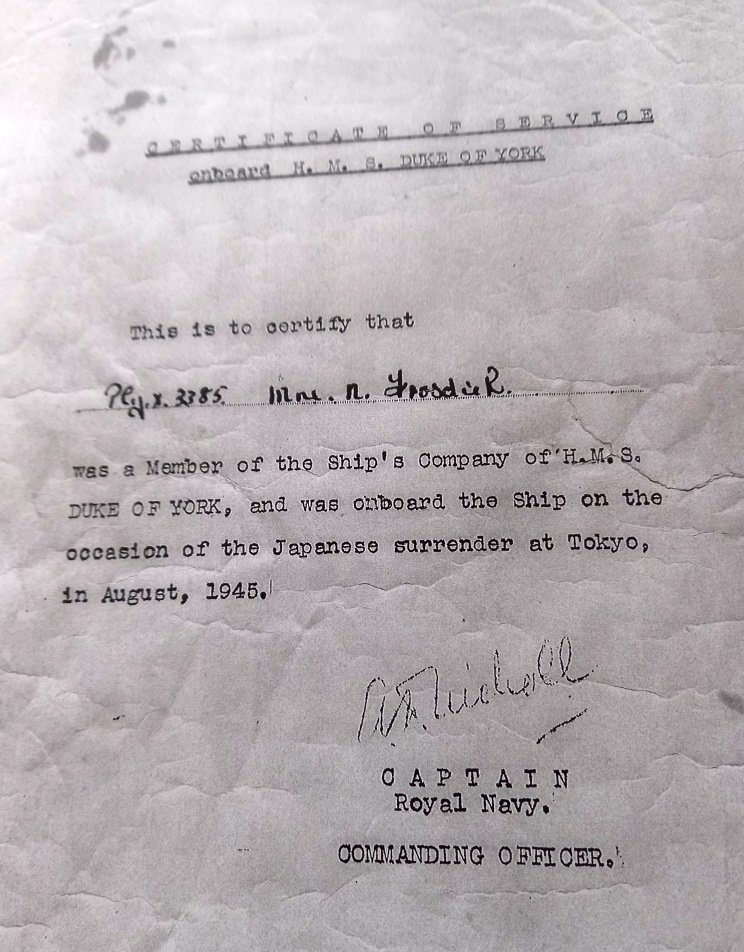 CERTIFICATE OF SERVICE
onboard H. M. S. DUKE OF YORK
This is to certify that
Ply.X. 3385. Mne. N.
was a Member of the Ship's Company of H.M.S.
DUKE OF YORK, and was onboard the Ship on the
occasion of the Japanese surrender at Tokyo,
in August, 1945.
CAPTAIN
Royal Navy.
COMMANDING OFFICER.